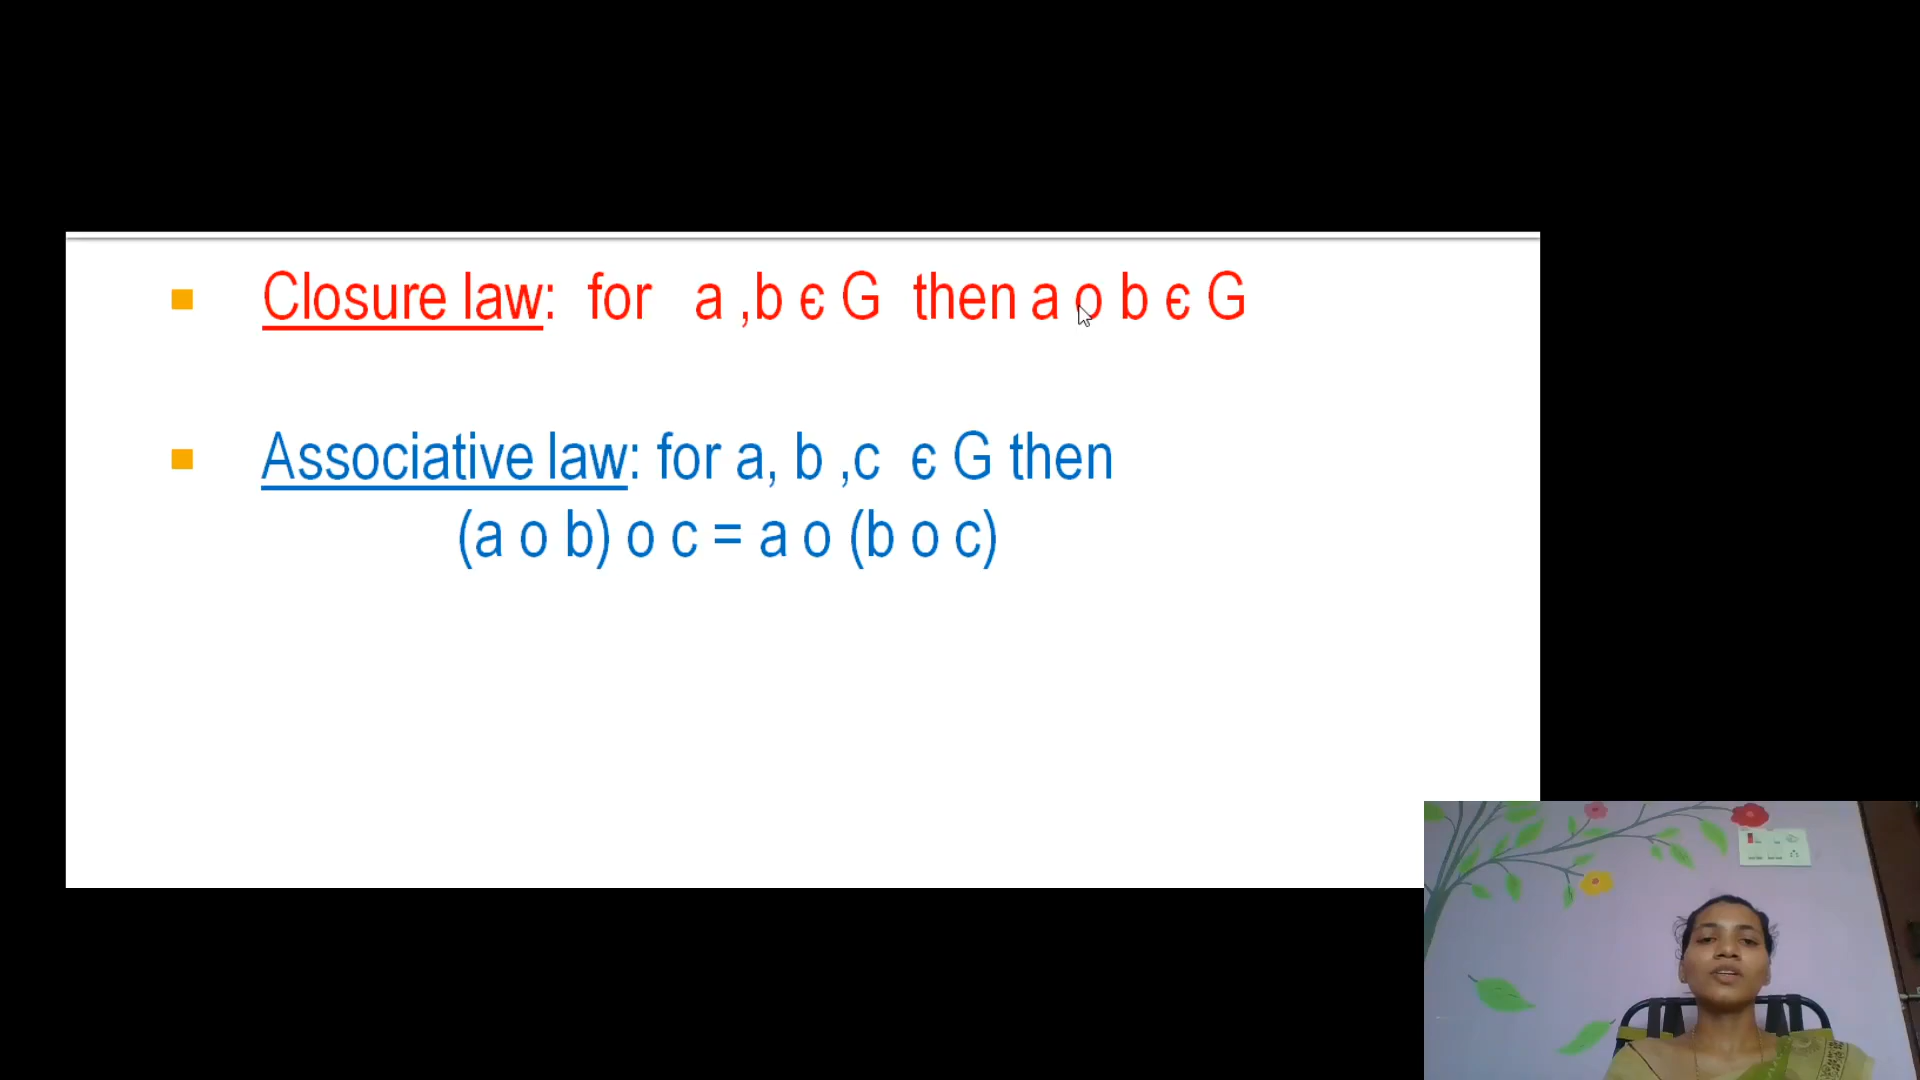 Closure law: for a ,b є G then a o b є G
Associative law: for a, b ,c є G then
(a o b) o c = a o (b o c)